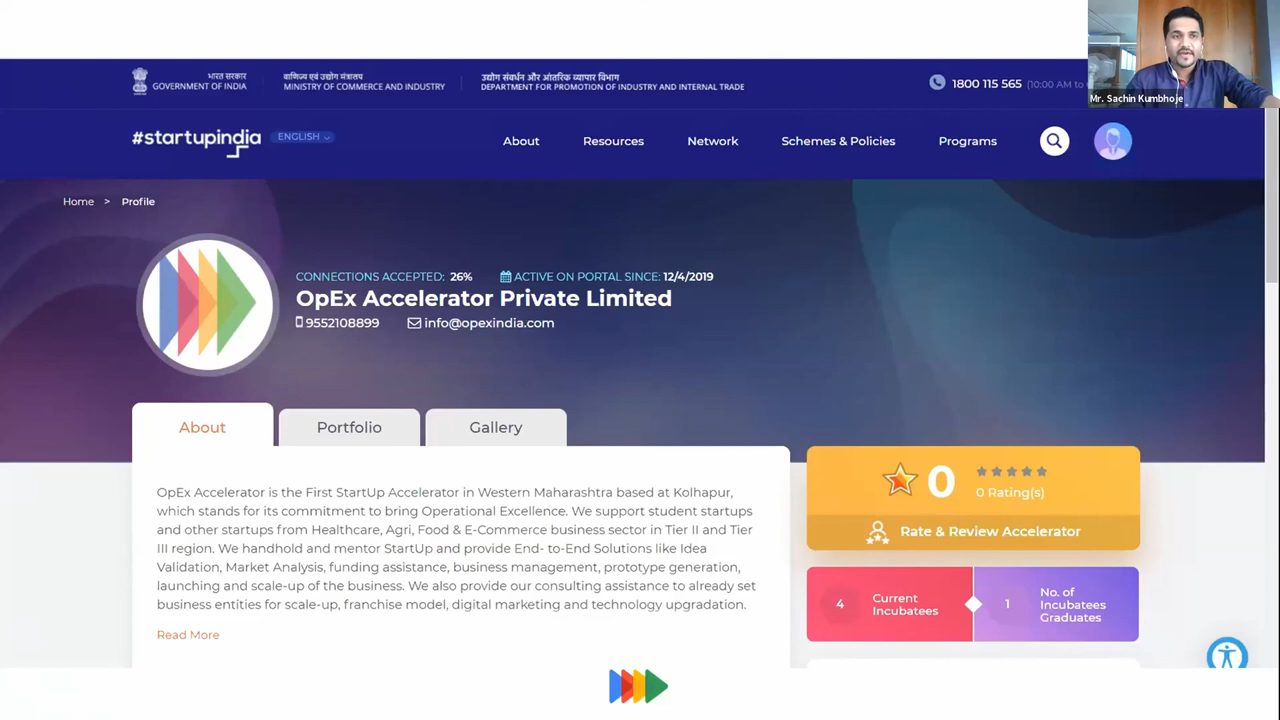 भारत सरकार
GOVERNMENT OF INDIA
वाणिज्य एवं उद्योग मंत्रालय
MINISTRY OF COMMERCE AND INDUSTRY
उद्योग संवर्धन और आंतरिक व्यापार विभाग
DEPARTMENT FOR PROMOTION OF INDUSTRY AND INTERNAL TRADE
1800 115 565 (10:00 AM to
Mr. Sachin Kumbhoje
#startupindia
ENGLISH
About
Resources
Network
Schemes & Policies
Programs
Home > Profile
CONNECTIONS ACCEPTED: 26%
ACTIVE ON PORTAL SINCE: 12/4/2019
OpEx Accelerator Private Limited
9552108899
info@opexindia.com
About
Portfolio
Gallery
OpEx Accelerator is the First StartUp Accelerator in Western Maharashtra based at Kolhapur,
which stands for its commitment to bring Operational Excellence. We support student startups
and other startups from Healthcare, Agri, Food & E-Commerce business sector in Tier II and Tier
III region. We handhold and mentor StartUp and provide End- to-End Solutions like Idea
Validation, Market Analysis, funding assistance, business management, prototype generation,
launching and scale-up of the business. We also provide our consulting assistance to already set
business entities for scale-up, franchise model, digital marketing and technology upgradation.
Read More
0
0 Rating(s)
Rate & Review Accelerator
4
Current
Incubatees
1
No. of
Incubatees
Graduates